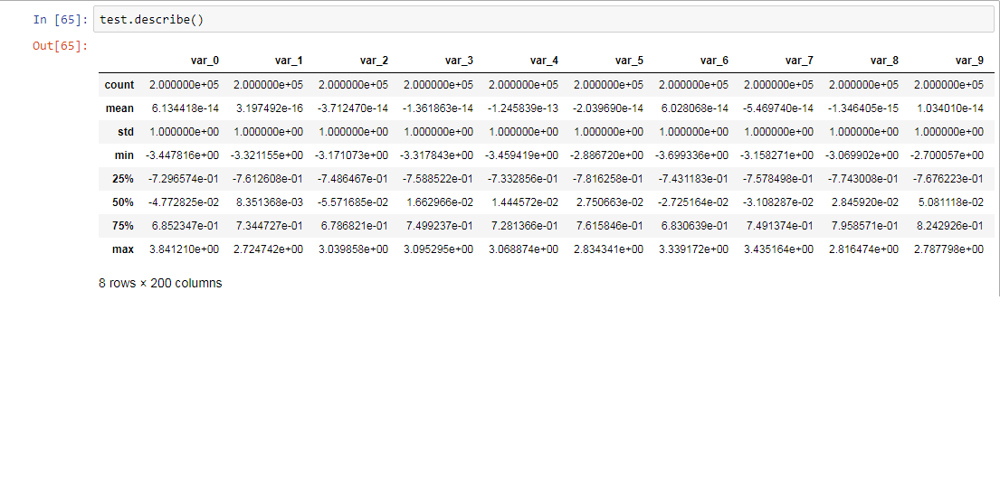 In [65]: test.describe()
Out[65]:
var_0 var_1 var_2 var_3 var_4 var_5 var_6 var_7 var_8 var_9
count 2.000000e+05 2.000000e+05 2.000000e+05 2.000000e+05 2.000000e+05 2.000000e+05 2.000000e+05 2.000000e+05 2.000000e+05 2.000000e+05
mean 6.134418e-14 3.197492e-16 -3.712470e-14 -1.361863e-14 -1.245839e-13 -2.039690e-14 6.028068e-14 -5.469740e-14 -1.346405e-15 1.034010e-14
std 1.000000e+00 1.000000e+00 1.000000e+00 1.000000e+00 1.000000e+00 1.000000e+00 1.000000e+00 1.000000e+00 1.000000e+00 1.000000e+00
min -3.447816e+00 -3.321155e+00 -3.171073e+00 -3.317843e+00 -3.459419e+00 -2.886720e+00 -3.699336e+00 -3.158271e+00 -3.069902e+00 -2.700057e+00
25% -7.296574e-01 -7.612608e-01 -7.486467e-01 -7.588522e-01 -7.332856e-01 -7.816258e-01 -7.431183e-01 -7.578498e-01 -7.743008e-01 -7.676223e-01
50% -4.772825e-02 8.351368e-03 -5.571685e-02 1.662966e-02 1.444572e-02 2.750663e-02 -2.725164e-02 -3.108287e-02 2.845920e-02 5.081118e-02
75% 6.852347e-01 7.344727e-01 6.786821e-01 7.499237e-01 7.281366e-01 7.615846e-01 6.830639e-01 7.491374e-01 7.958571e-01 8.242926e-01
max 3.841210e+00 2.724742e+00 3.039858e+00 3.095295e+00 3.068874e+00 2.834341e+00 3.339172e+00 3.435164e+00 2.816474e+00 2.787798e+00
8 rows × 200 columns